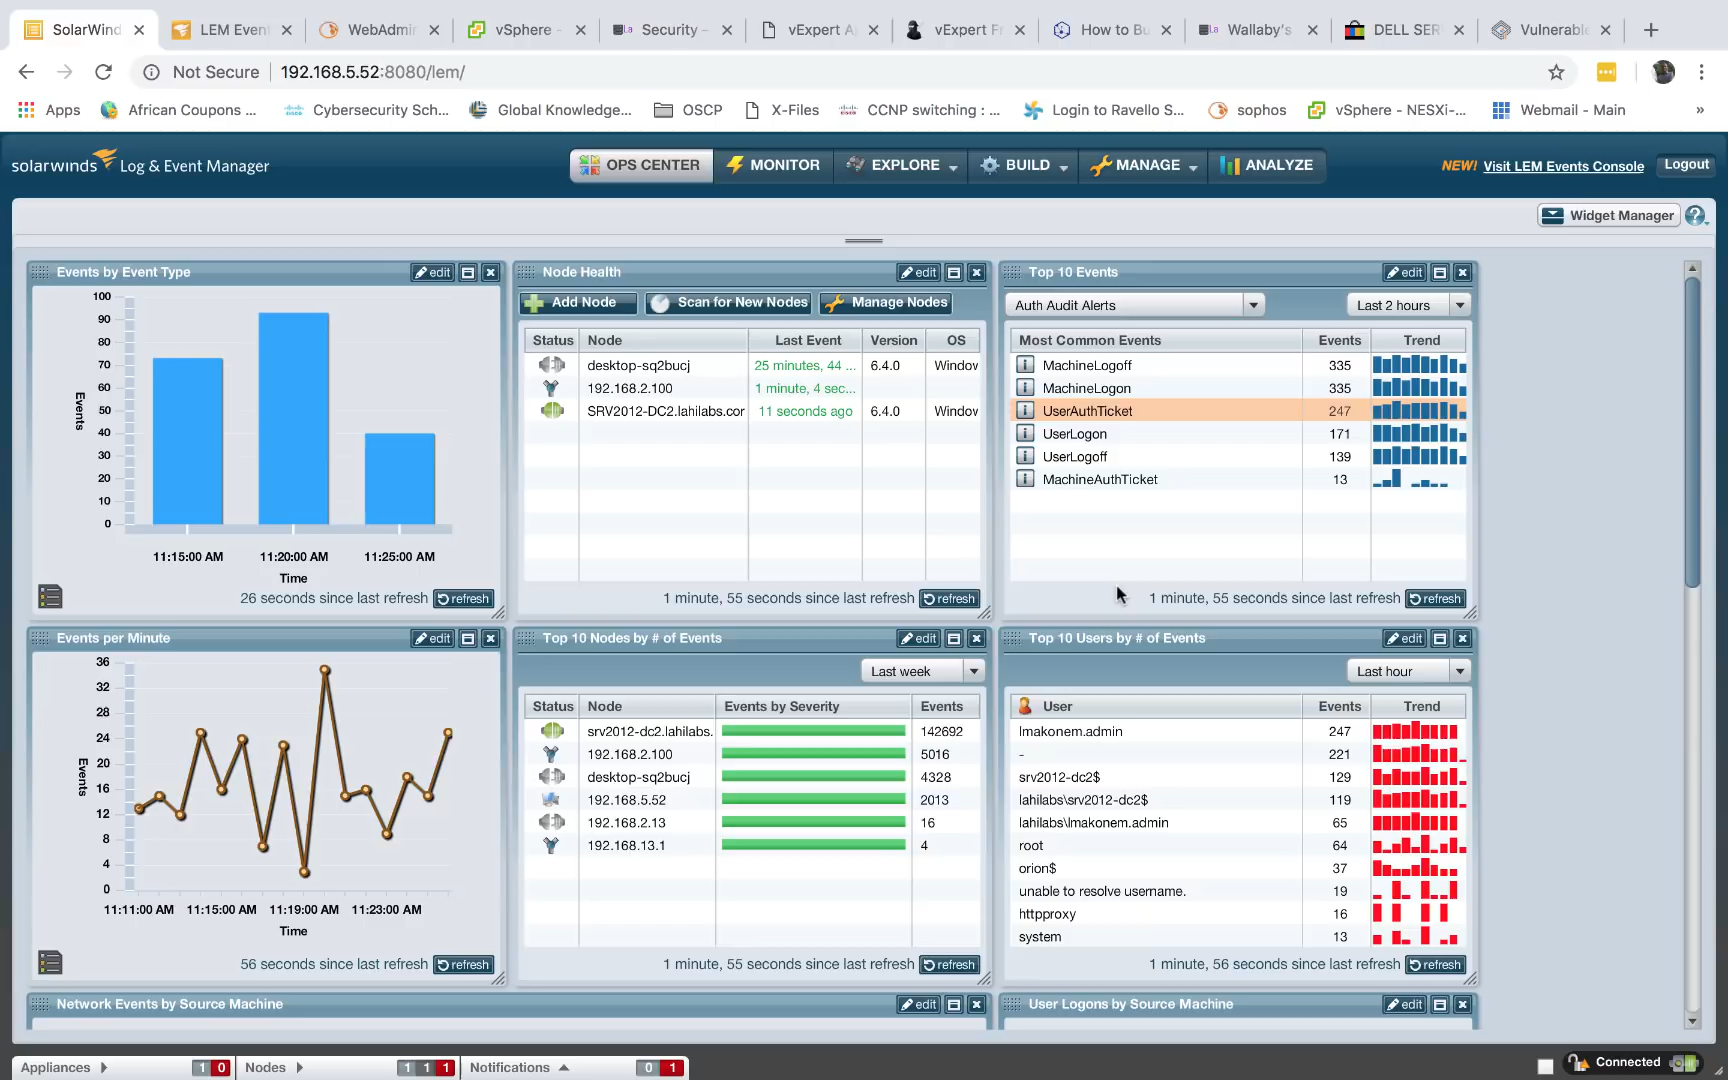 SolarWind
LEM Even
WebAdmi
vSphere -
Security -
vExpert A
vExpert Fr
How to Bu
Wallaby's
DELL SER
Vulnerabl
Not Secure
192.168.5.52:8080/lem/
Apps
African Coupons ...
Cybersecurity Sch...
Global Knowledge...
OSCP
X-Files
CCNP switching : ...
Login to Ravello S...
sophos
vSphere - NESXi-...
Webmail - Main
»
solarwinds Log & Event Manager
OPS CENTER
MONITOR
EXPLORE
BUILD
MANAGE
ANALYZE
NEW! Visit LEM Events Console
Logout
Widget Manager
Events by Event Type
edit
100
90
80
70
60
50
40
30
20
10
0
Events
11:15:00 AM 11:20:00 AM 11:25:00 AM
Time
26 seconds since last refresh refresh
Node Health
edit
Add Node Scan for New Nodes Manage Nodes
Status Node Last Event Version OS
desktop-sq2bucj 25 minutes, 44 ... 6.4.0 Window
192.168.2.100 1 minute, 4 sec...
SRV2012-DC2.lahilabs.cor 11 seconds ago 6.4.0 Window
1 minute, 55 seconds since last refresh refresh
Top 10 Events
edit
Auth Audit Alerts Last 2 hours
Most Common Events Events Trend
MachineLogoff 335
MachineLogon 335
UserAuthTicket 247
UserLogon 171
UserLogoff 139
MachineAuthTicket 13
1 minute, 55 seconds since last refresh refresh
Events per Minute
edit
36
32
28
24
20
16
12
8
4
0
Events
11:11:00 AM 11:15:00 AM 11:19:00 AM 11:23:00 AM
Time
56 seconds since last refresh refresh
Top 10 Nodes by # of Events
edit
Last week
Status Node Events by Severity Events
srv2012-dc2.lahilabs. 142692
192.168.2.100 5016
desktop-sq2bucj 4328
192.168.5.52 2013
192.168.2.13 16
192.168.13.1 4
1 minute, 55 seconds since last refresh refresh
Top 10 Users by # of Events
edit
Last hour
User Events Trend
lmakonem.admin 247
- 221
srv2012-dc2$ 129
lahilabs\srv2012-dc2$ 119
lahilabs\lmakonem.admin 65
root 64
orion$ 37
unable to resolve username. 19
httpproxy 16
system 13
1 minute, 56 seconds since last refresh refresh
Network Events by Source Machine
edit
User Logons by Source Machine
edit
Appliances 1 0
Nodes 1 1 1
Notifications 0 1
Connected